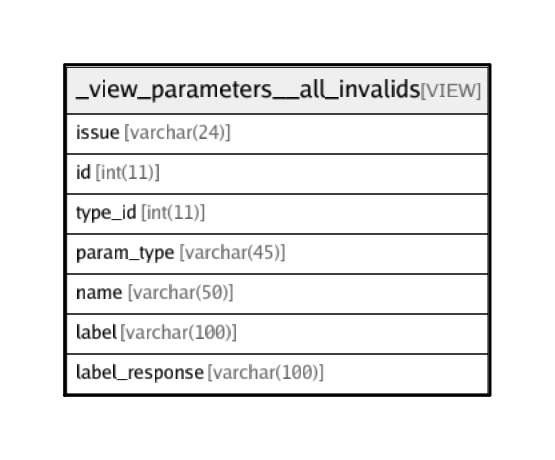 _view_parameters__all_invalids[VIEW]
issue [varchar(24)]
id [int(11)]
type_id [int(11)]
param_type [varchar(45)]
name [varchar(50)]
label [varchar(100)]
label_response [varchar(100)]